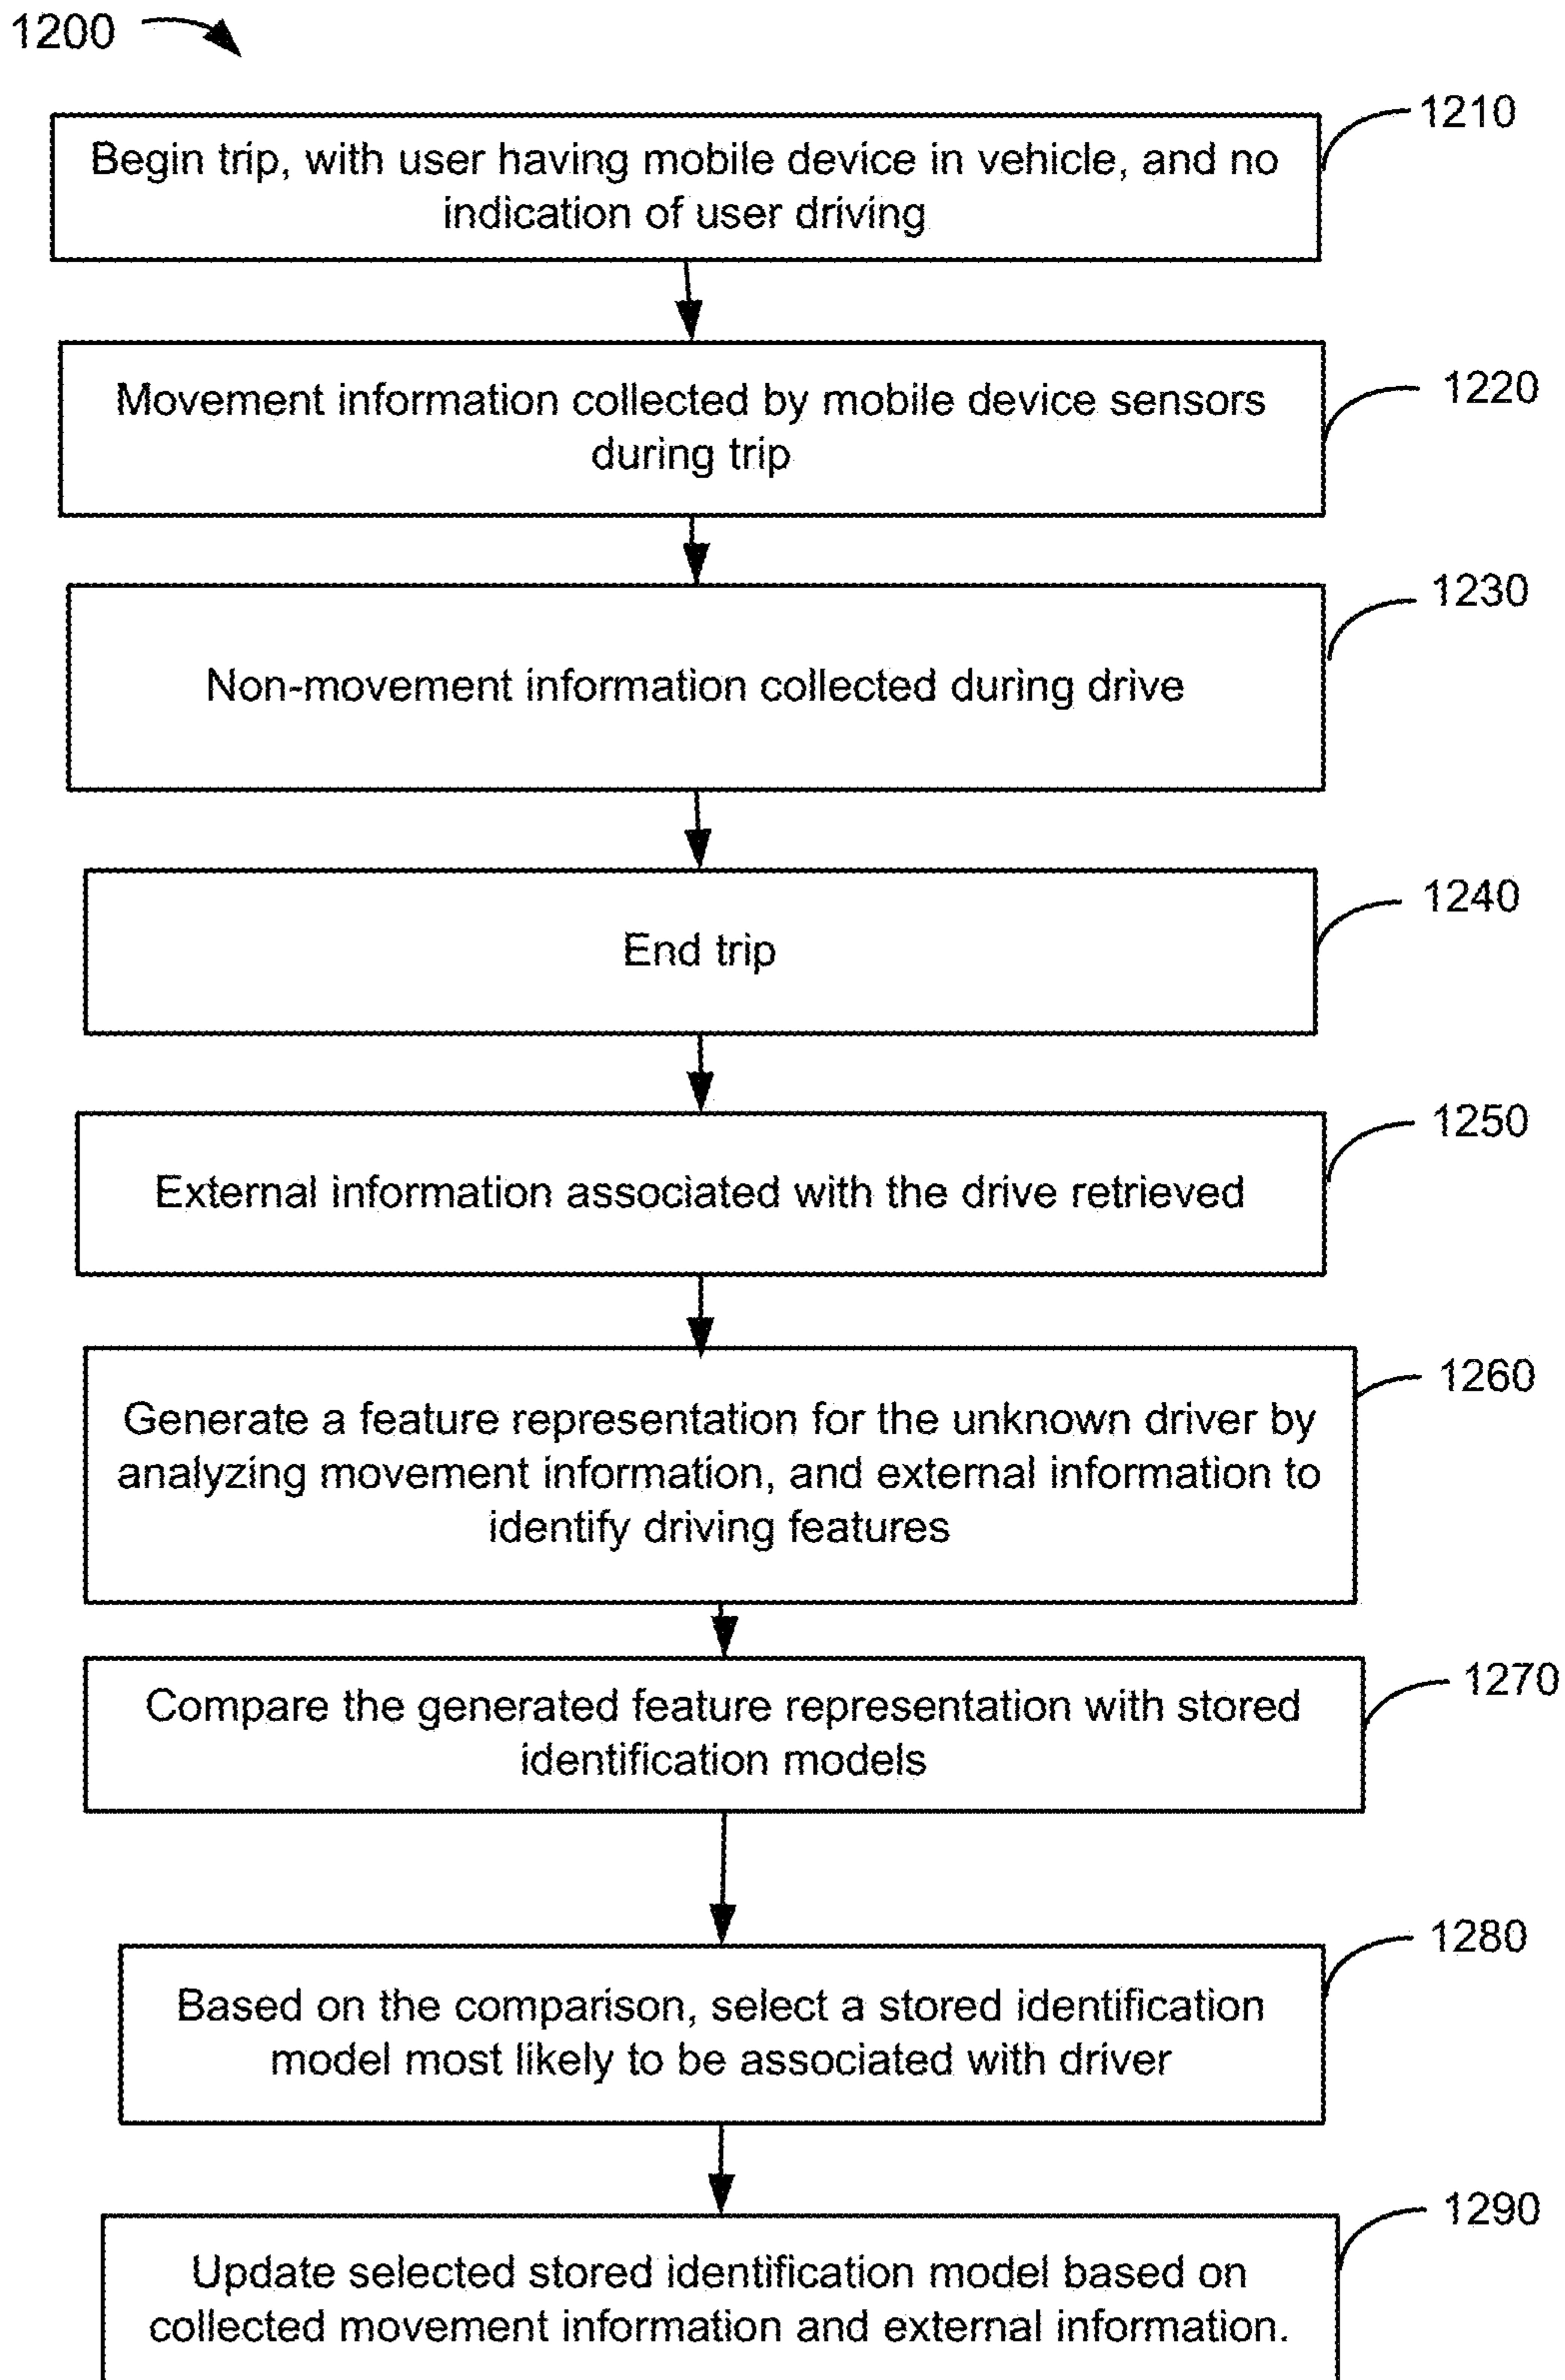 1200
1210
Begin trip, with user having mobile device in vehicle, and no
indication of user driving
1220
Movement information collected by mobile device sensors
during trip
1230
Non-movement information collected during drive
1240
End trip
1250
External information associated with the drive retrieved
1260
Generate a feature representation for the unknown driver by
analyzing movement information, and external information to
identify driving features
1270
Compare the generated feature representation with stored
identification models
1280
Based on the comparison, select a stored identification
model most likely to be associated with driver
1290
Update selected stored identification model based on
collected movement information and external information.